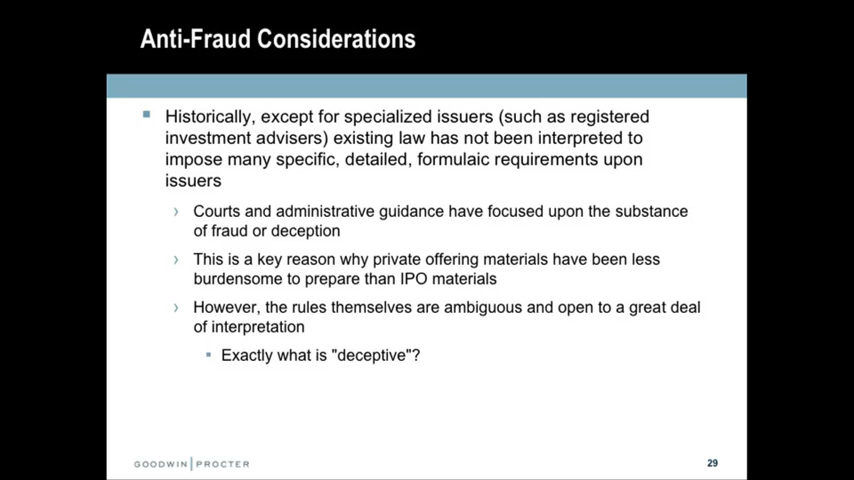 Anti-Fraud Considerations
Historically, except for specialized issuers (such as registered
investment advisers) existing law has not been interpreted to
impose many specific, detailed, formulaic requirements upon
issuers
Courts and administrative guidance have focused upon the substance
of fraud or deception
This is a key reason why private offering materials have been less
burdensome to prepare than IPO materials
However, the rules themselves are ambiguous and open to a great deal
of interpretation
Exactly what is "deceptive"?
GOODWIN PROCTER
29